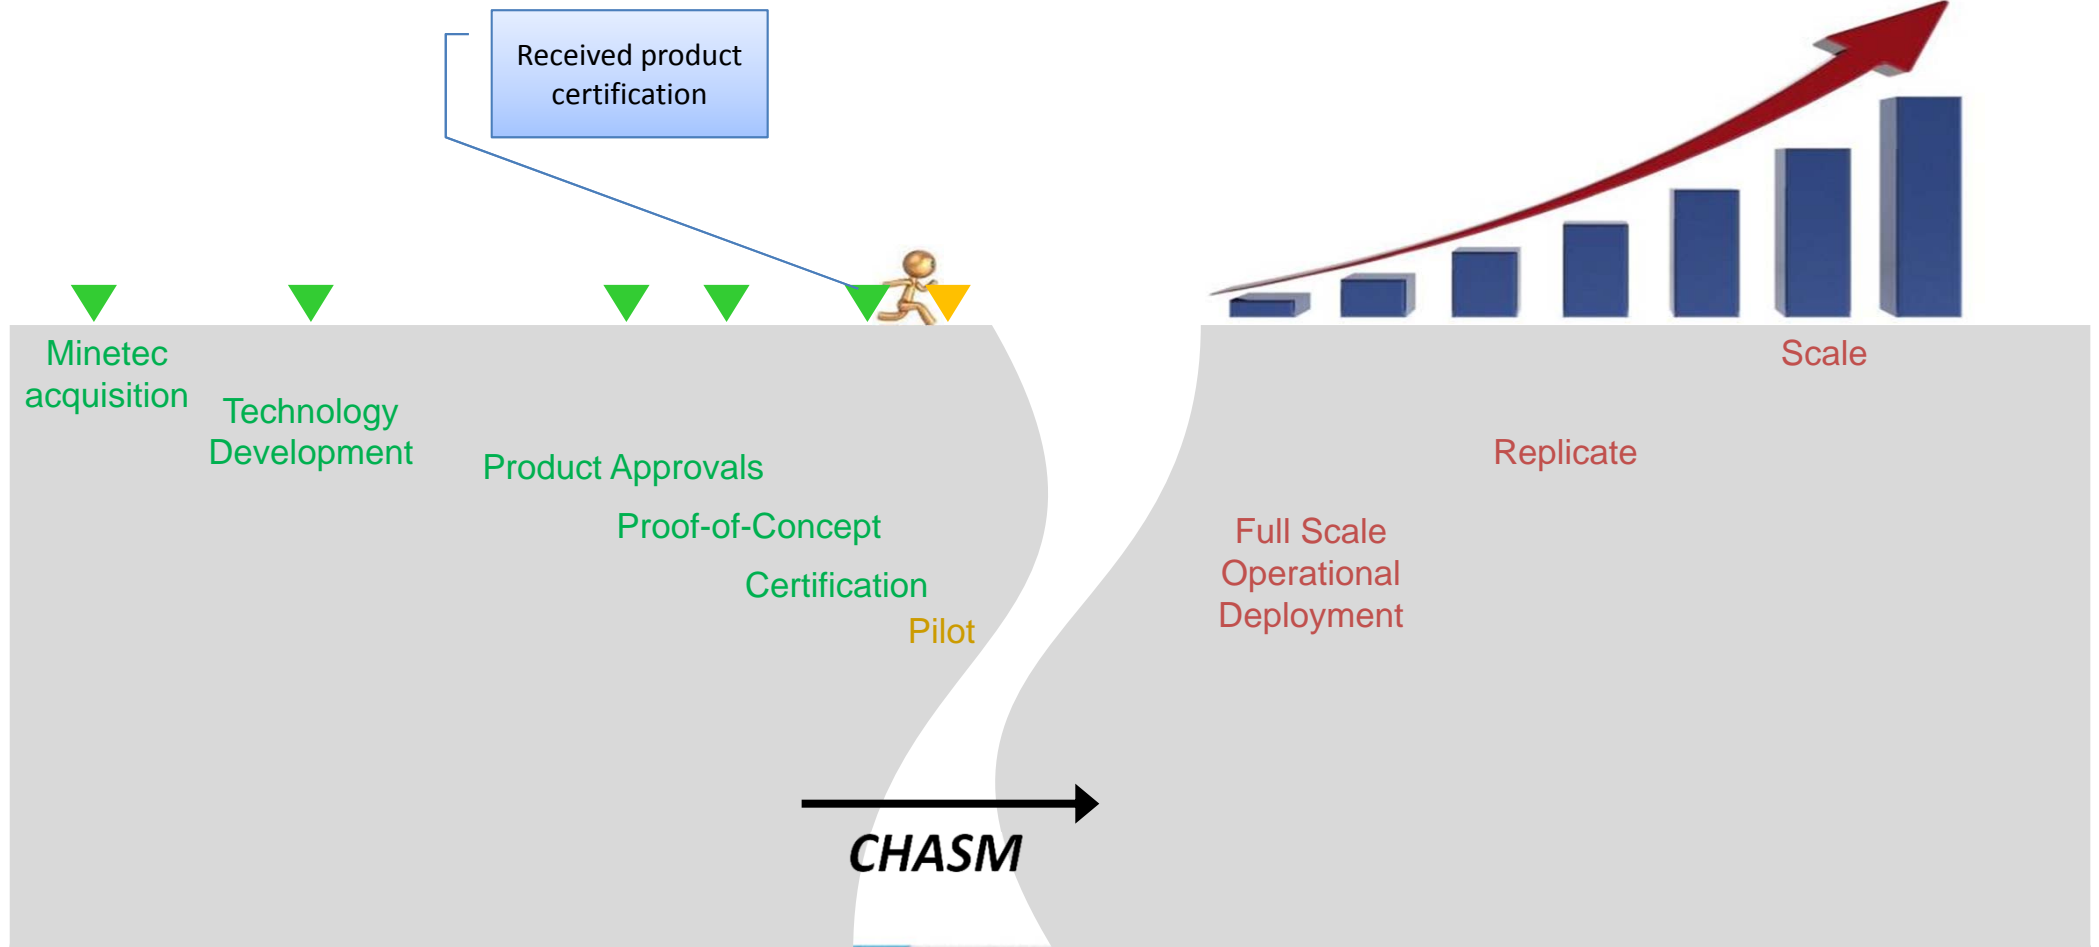 Received product
certification
Minetec
acquisition
Technology
Development
Product Approvals
Proof-of-Concept
Certification
Pilot
CHASM
Scale
Replicate
Full Scale
Operational
Deployment